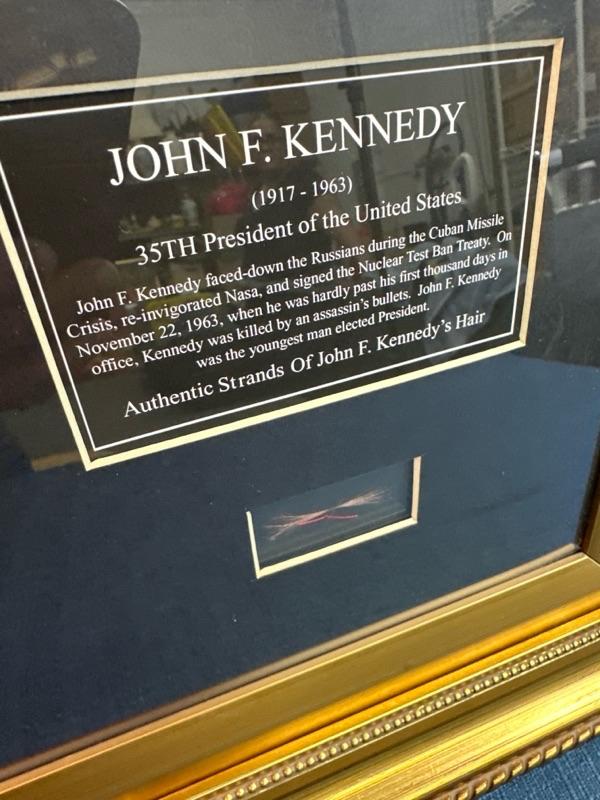 JOHN F. KENNEDY
(1917 - 1963)
35TH President of the United States
John F. Kennedy faced-down the Russians during the Cuban Missile
Crisis, re-invigorated Nasa, and signed the Nuclear Test Ban Treaty. On
November 22, 1963, when he was hardly past his first thousand days in
office, Kennedy was killed by an assassin's bullets. John F. Kennedy
was the youngest man elected President.
Authentic Strands Of John F. Kennedy's Hair